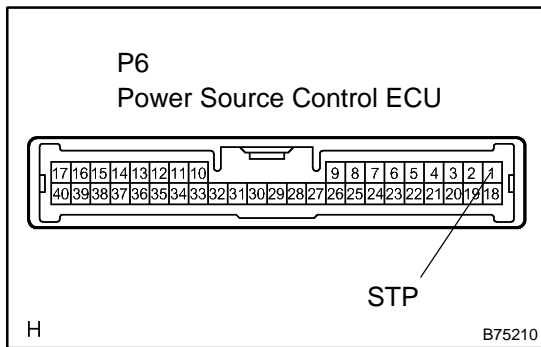 P6
Power Source Control ECU
17 16 15 14 13 12 11 10 9 8 7 6 5 4 3 2 1
40 39 38 37 36 35 34 33 32 31 30 29 28 27 26 25 24 23 22 21 20 19 18
STP
H B75210